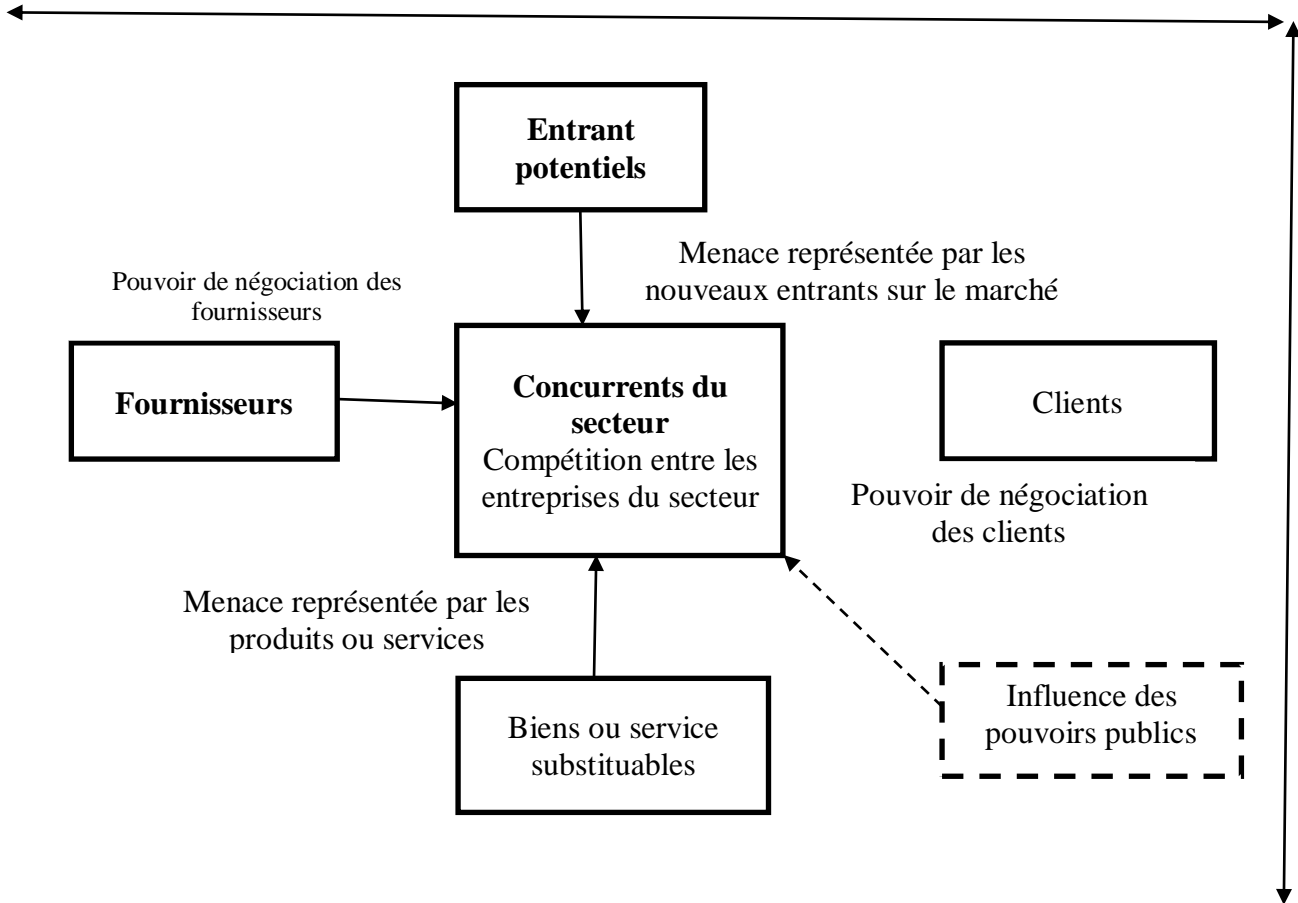 Entrant
potentiels
Menace représentée par les
nouveaux entrants sur le marché
Pouvoir de négociation des
fournisseurs
Fournisseurs
Concurrents du
secteur
Compétition entre les
entreprises du secteur
Clients
Pouvoir de négociation
des clients
Menace représentée par les
produits ou services
Biens ou service
substituables
Influence des
pouvoirs publics